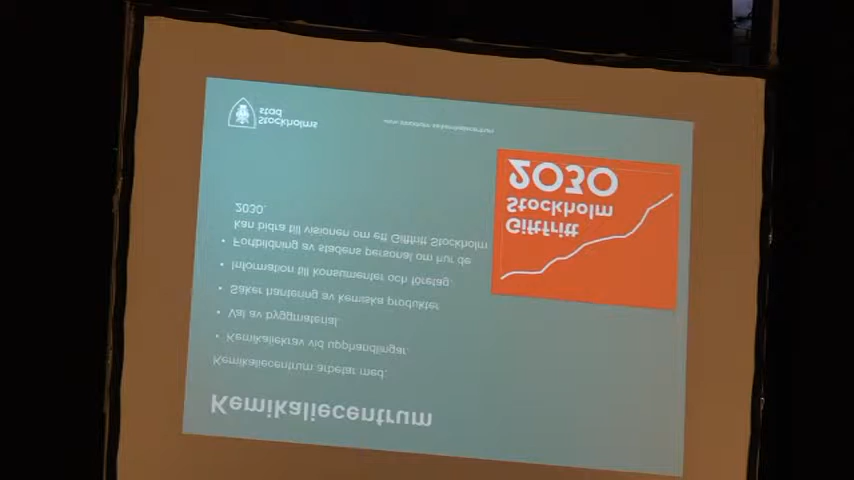 Kemikaliecentrum
Kemikaliecentrum arbetar med:
• Kemikaliekrav vid upphandlingar.
• Val av byggmaterial.
• Säker hantering av kemiska produkter
• Information till konsumenter och företag.
• Fortbildning av stadens personal om hur de
kan bidra till visionen om ett Giftfritt Stockholm
2030.
Giftfritt
Stockholm
2030
Stockholms
stad